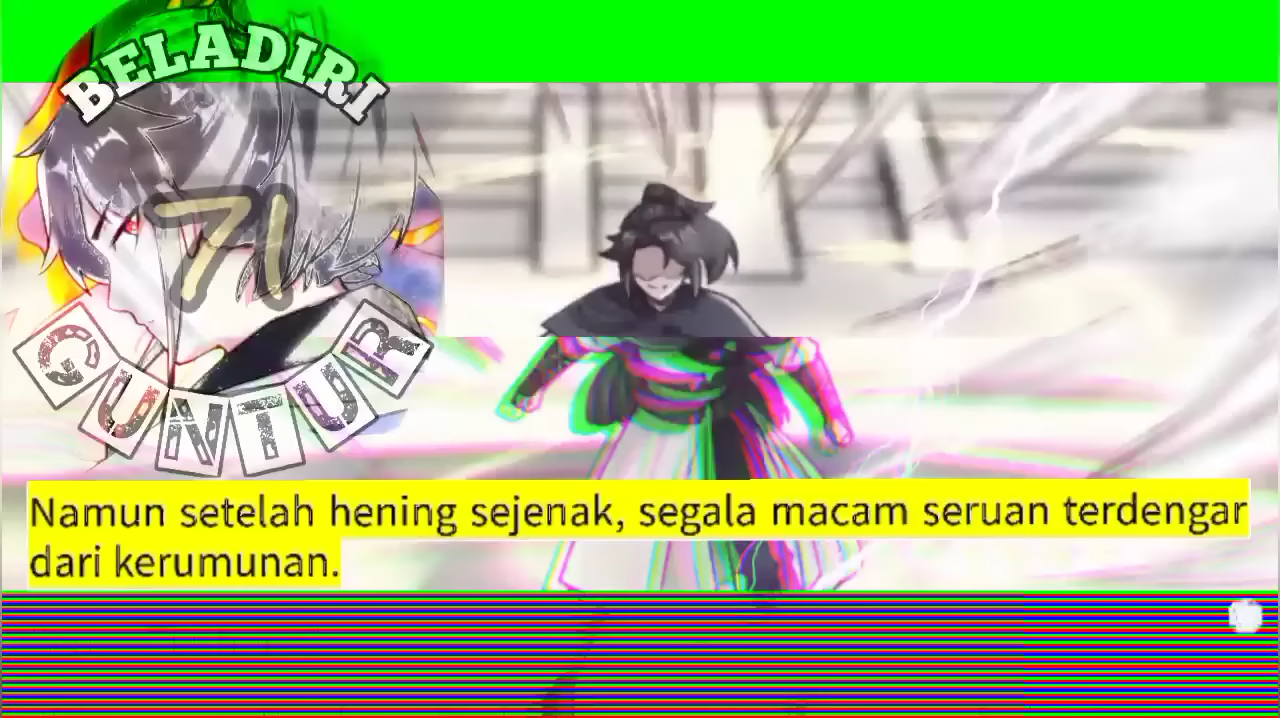 BELADIRI
71
GUNTUR
Namun setelah hening sejenak, segala macam seruan terdengar
dari kerumunan.